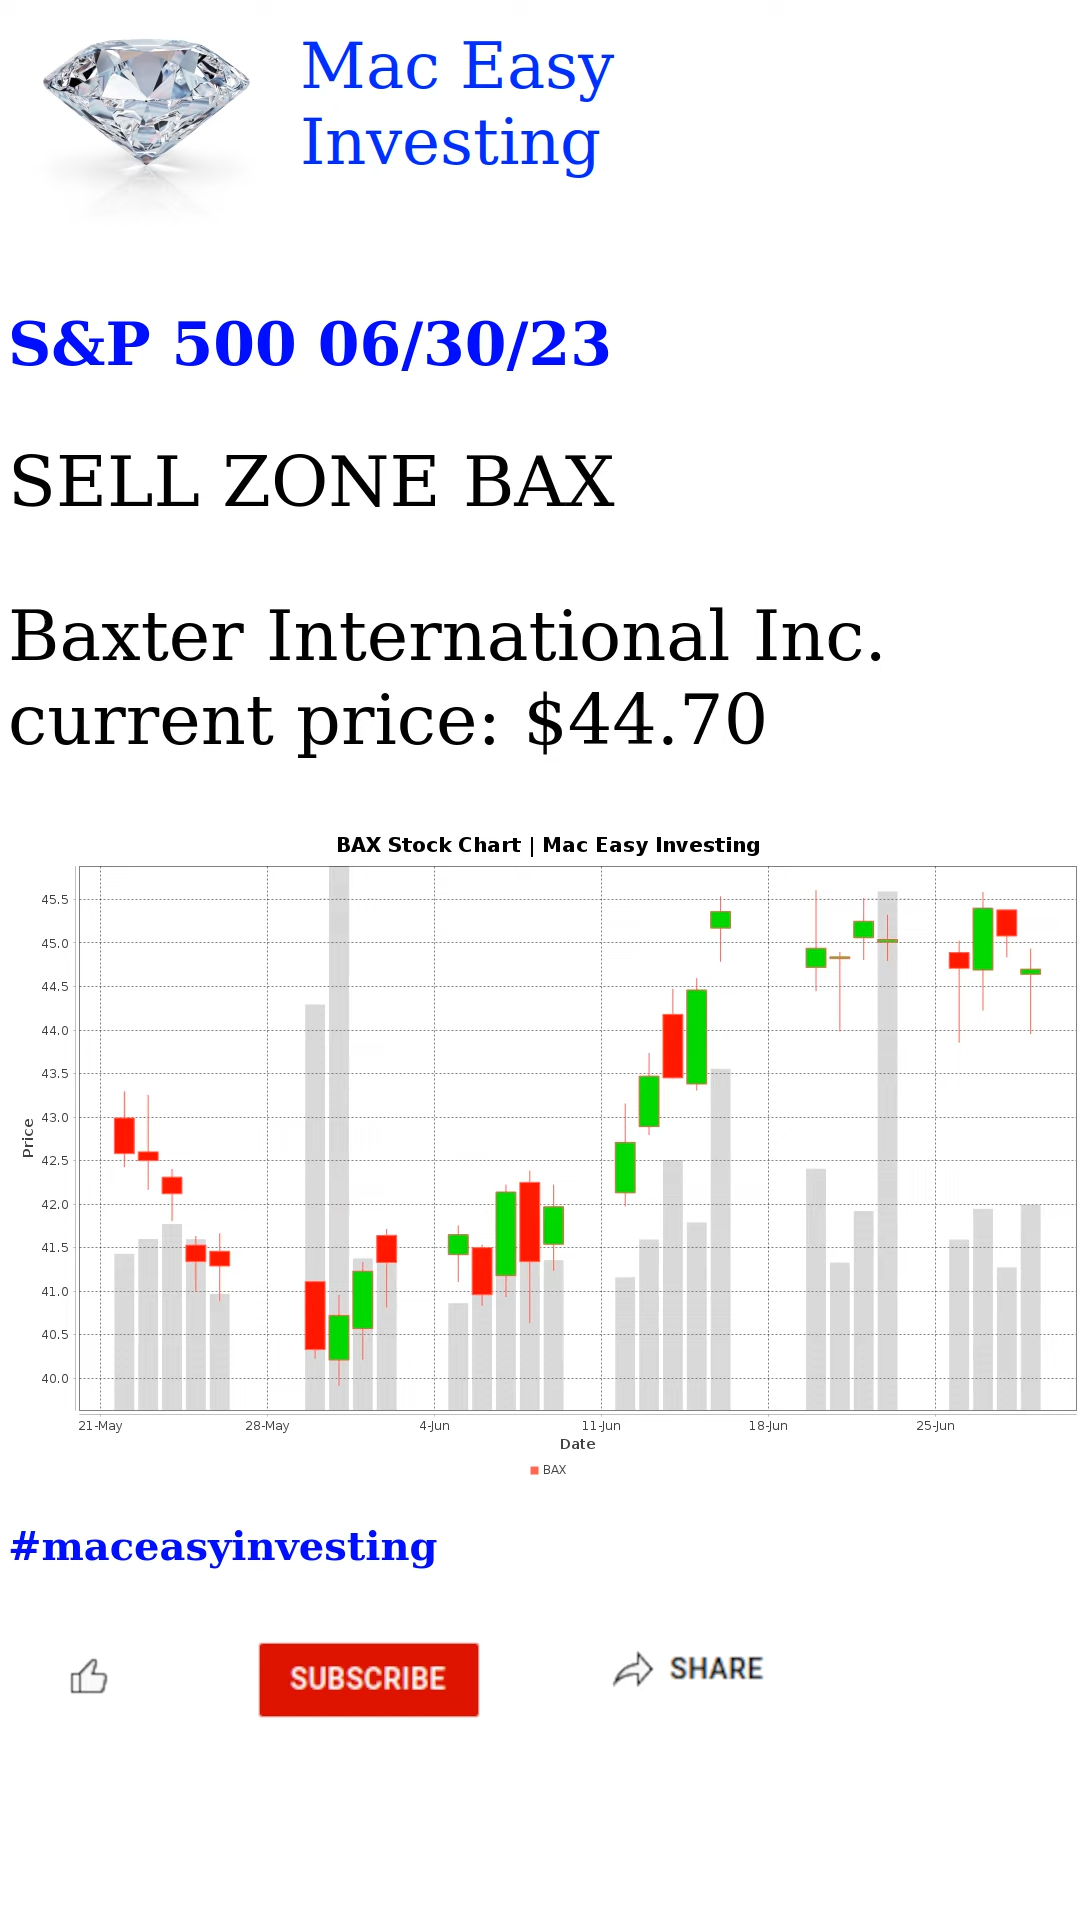 Mac Easy
Investing
S&P 500 06/30/23
SELL ZONE BAX
Baxter International Inc.
current price: $44.70
BAX Stock Chart | Mac Easy Investing
45.5
45.0
44.5
44.0
43.5
43.0
42.5
42.0
41.5
41.0
40.5
40.0
Price
21-May 28-May 4-Jun 11-Jun 18-Jun 25-Jun
Date
BAX
#maceasyinvesting
SUBSCRIBE SHARE